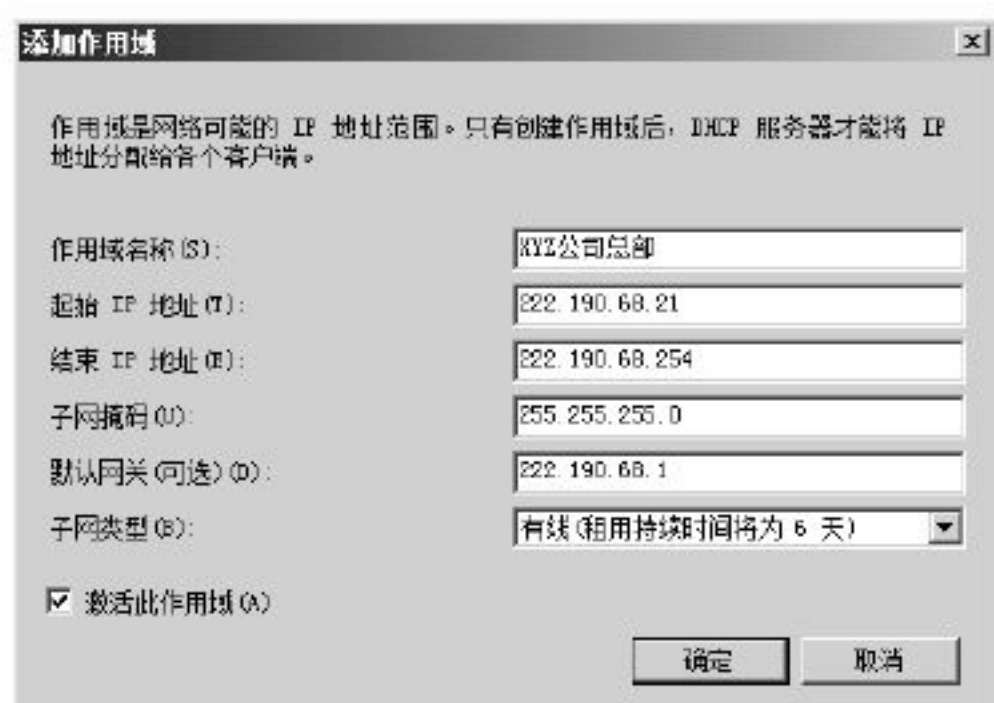 添加作用域
作用域是网络可能的 IP 地址范围。只有创建作用域后，DHCP 服务器才能将 IP
地址分配给各个客户端。
作用域名称(S):
XYZ公司总部
起始 IP 地址(T):
222.190.68.21
结束 IP 地址(E):
222.190.68.254
子网掩码(U):
255.255.255.0
默认网关(可选)(D):
222.190.68.1
子网类型(B):
有线(租用持续时间将为 6 天)
激活此作用域(A)
确定
取消